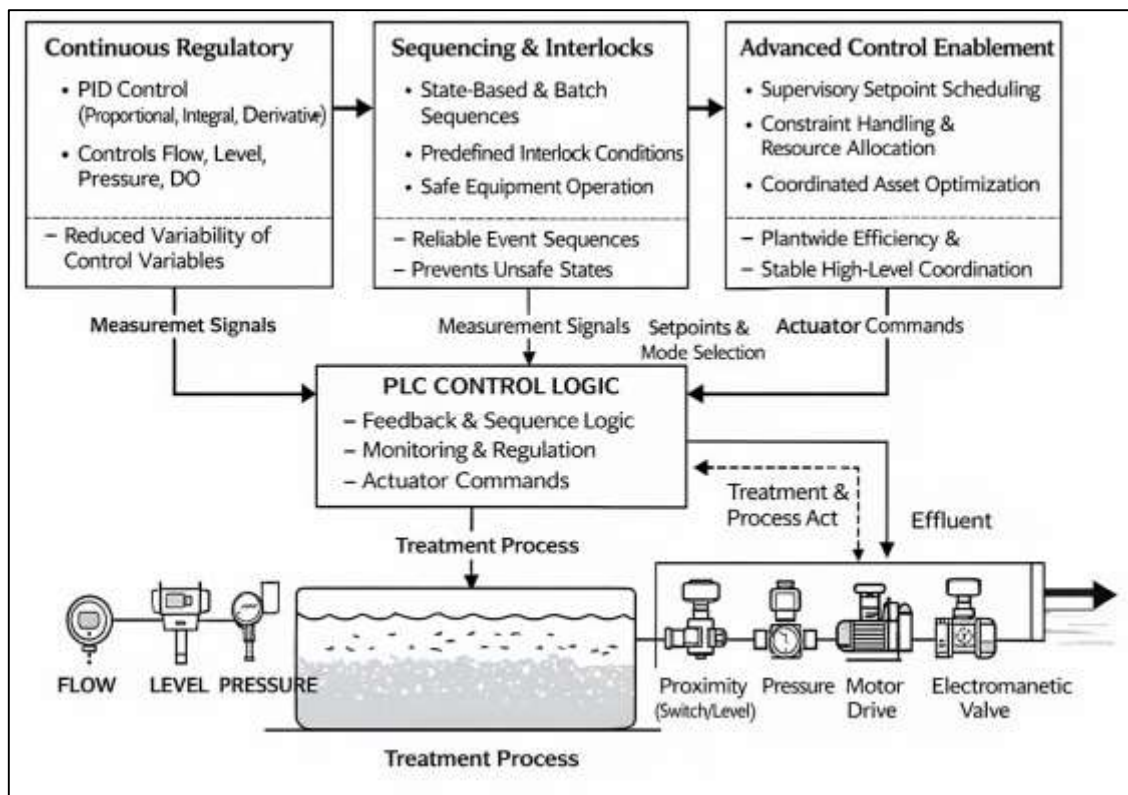 Continuous Regulatory
• PID Control
(Proportional, Integral, Derivative)
• Controls Flow, Level,
Pressure, DO
– Reduced Variability of
Control Variables
Sequencing & Interlocks
• State-Based & Batch
Sequences
• Predefined Interlock Conditions
• Safe Equipment Operation
– Reliable Event Sequences
– Prevents Unsafe States
Advanced Control Enablement
• Supervisory Setpoint Scheduling
• Constraint Handling &
Resource Allocation
• Coordinated Asset Optimization
– Plantwide Efficiency &
– Stable High-Level Coordination
Measuremet Signals
Measurement Signals
Setpoints &
Mode Selection
Actuator Commands
PLC CONTROL LOGIC
– Feedback & Sequence Logic
– Monitoring & Regulation
– Actuator Commands
Treatment &
Process Act
Effluent
Treatment Process
FLOW
LEVEL
PRESSURE
Proximity
(Switch/Level)
Pressure
Motor
Drive
Electromanetic
Valve
Treatment Process